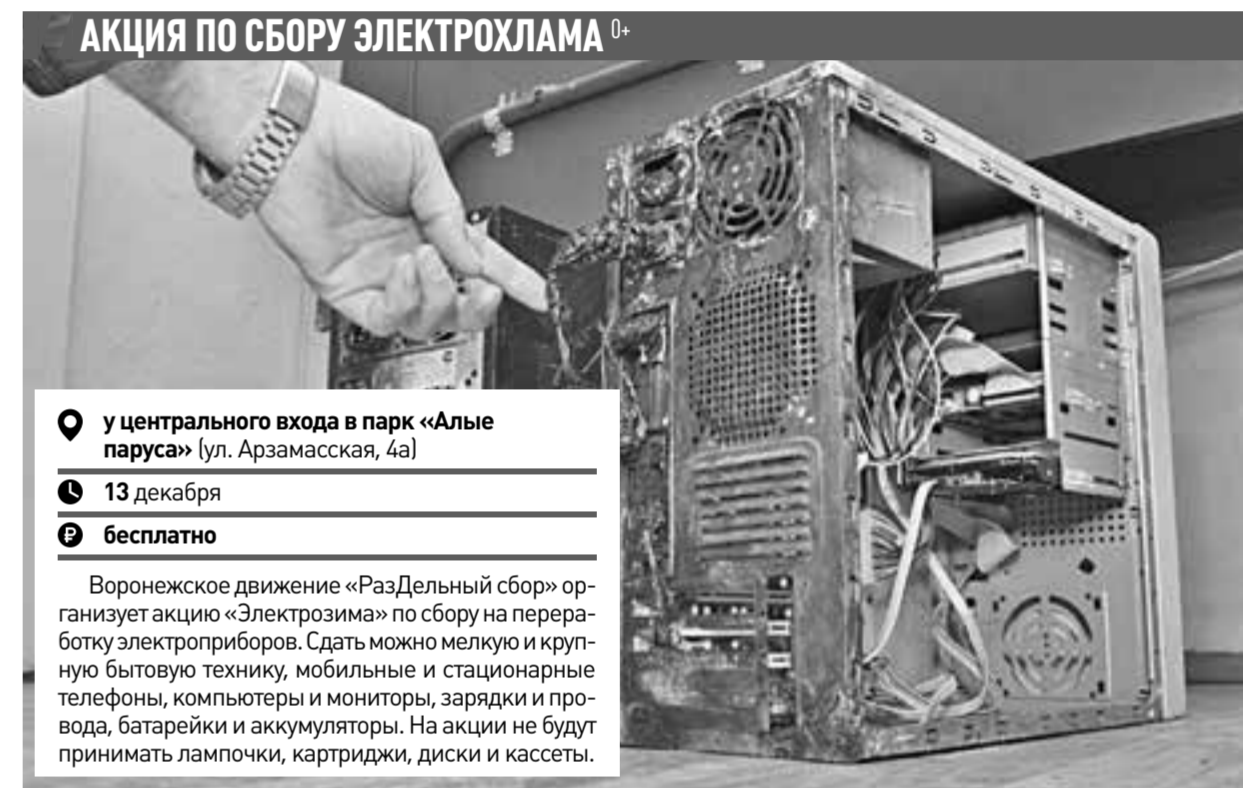 АКЦИЯ ПО СБОРУ ЭЛЕКТРОХЛАМА 0+
у центрального входа в парк «Алые
паруса» (ул. Арзамасская, 4а)
13 декабря
бесплатно
Воронежское движение «РазДельный сбор» ор-
ганизует акцию «Электрозима» по сбору на перера-
ботку электроприборов. Сдать можно мелкую и круп-
ную бытовую технику, мобильные и стационарные
телефоны, компьютеры и мониторы, зарядки и про-
вода, батарейки и аккумуляторы. На акции не будут
принимать лампочки, картриджи, диски и кассеты.